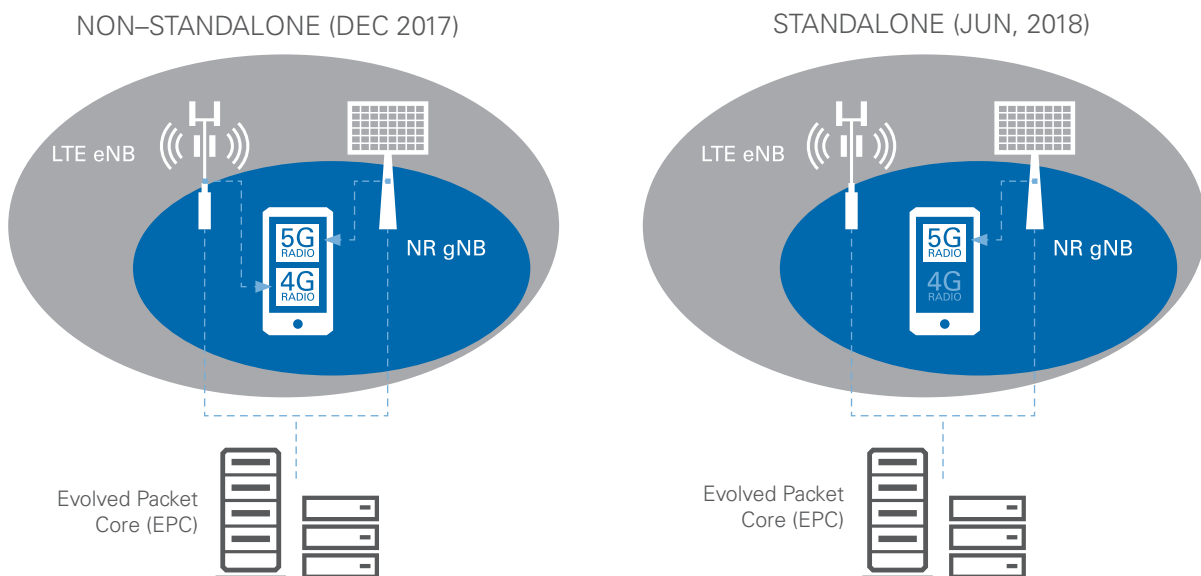 NON–STANDALONE (DEC 2017)
LTE eNB
5G
RADIO
4G
RADIO
NR gNB
Evolved Packet
Core (EPC)
STANDALONE (JUN, 2018)
LTE eNB
5G
RADIO
4G
RADIO
NR gNB
Evolved Packet
Core (EPC)